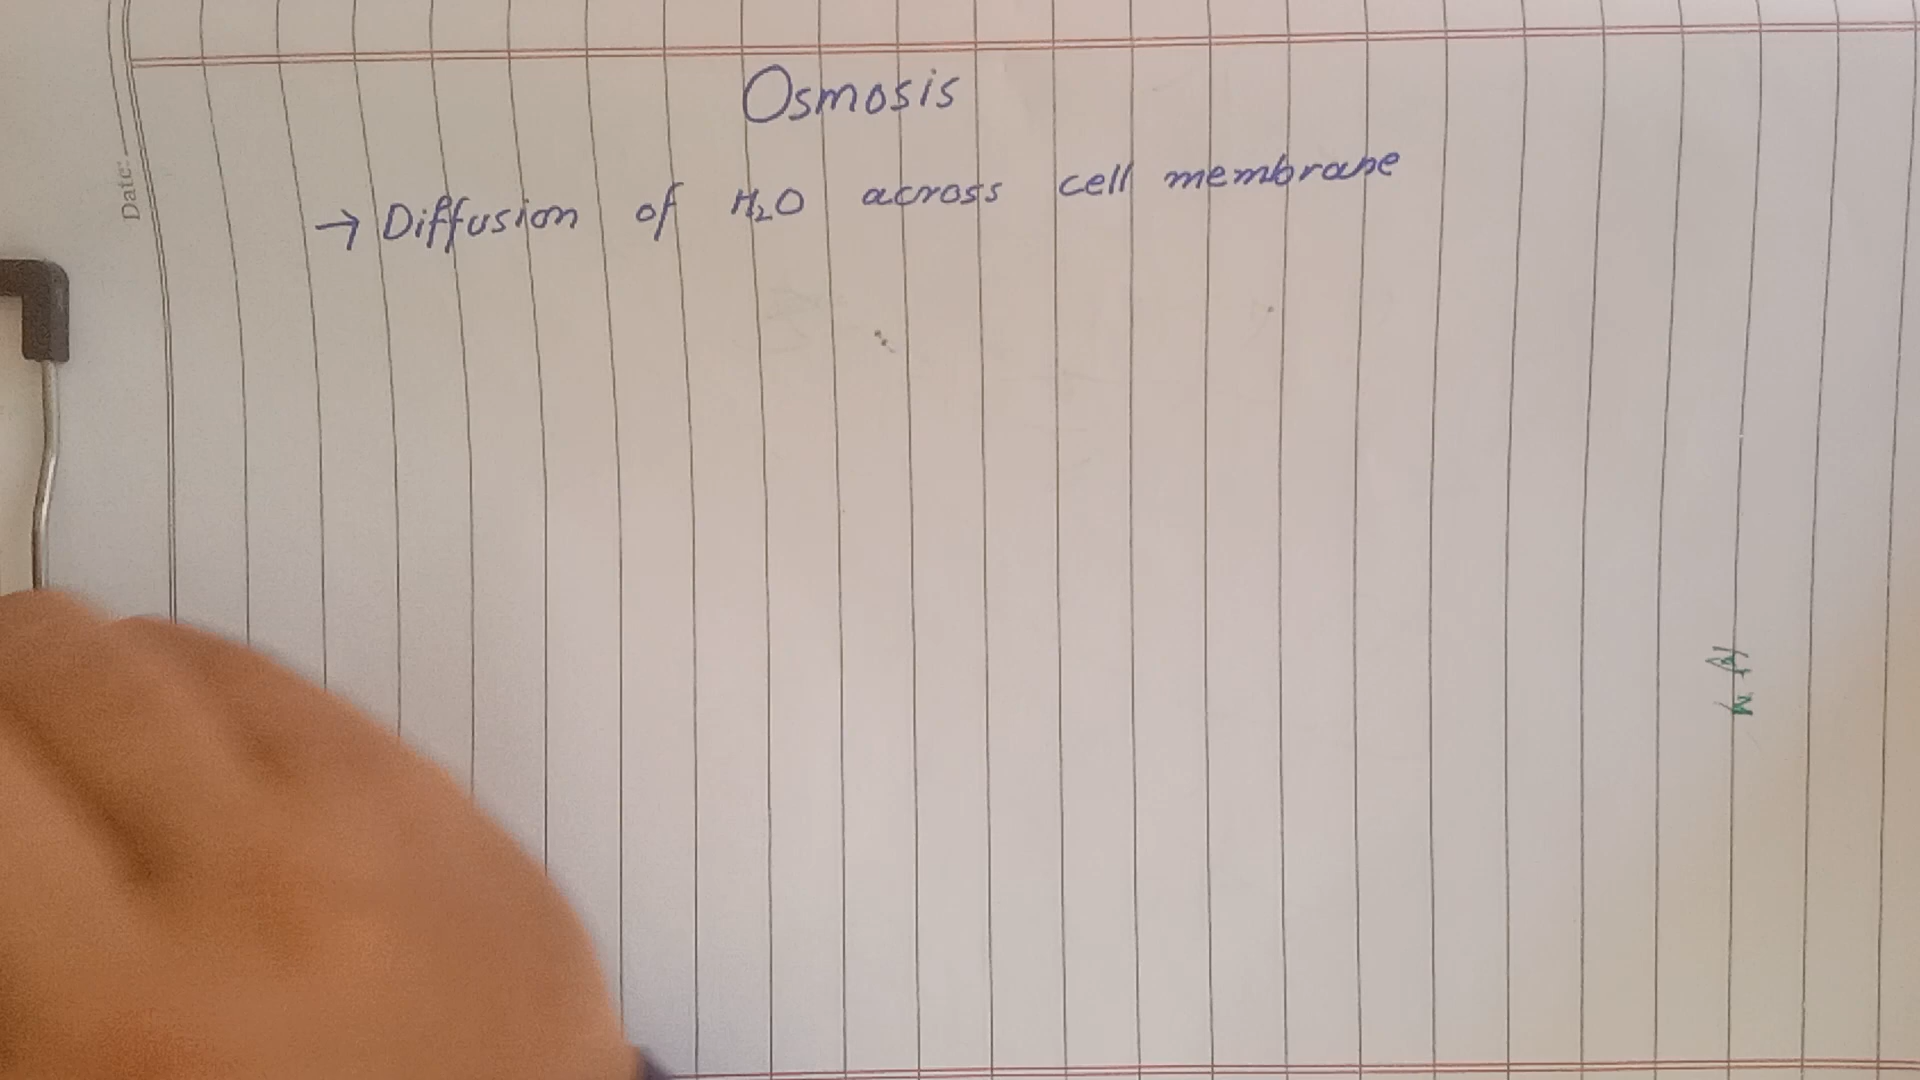 Osmosis
→ Diffusion of H₂O across cell membrane
Date: